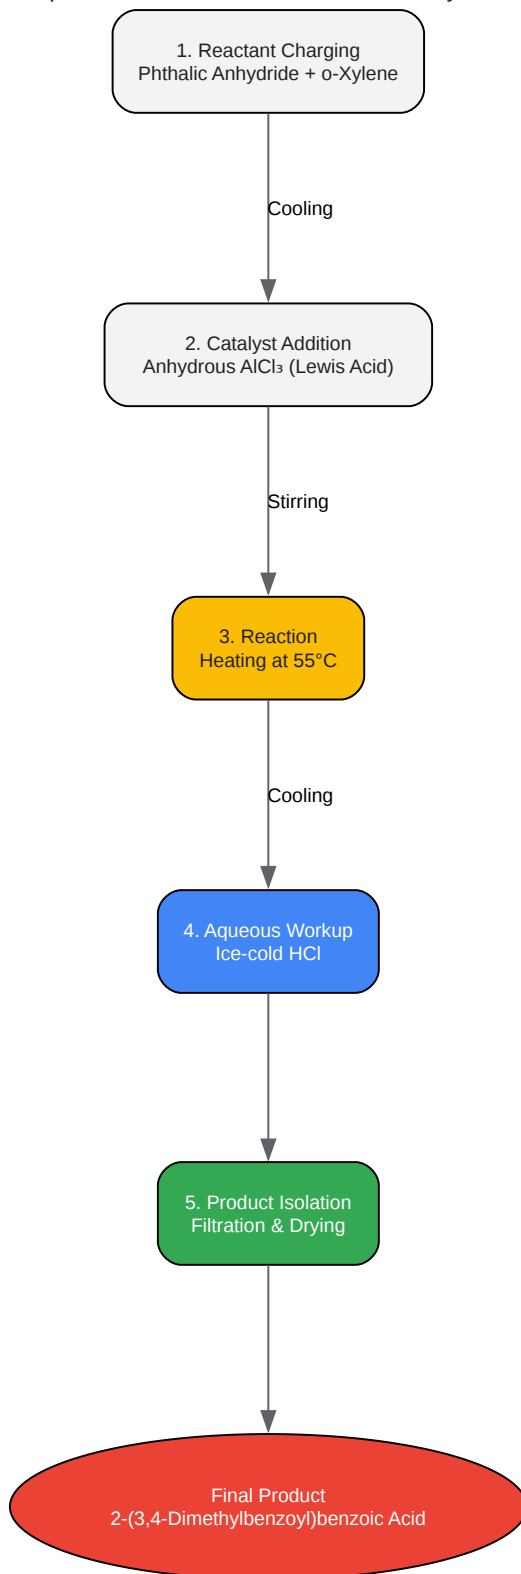 1. Reactant Charging
Phthalic Anhydride + o-Xylene
Cooling
2. Catalyst Addition
Anhydrous AlCl₃ (Lewis Acid)
Stirring
3. Reaction
Heating at 55°C
Cooling
4. Aqueous Workup
Ice-cold HCl
5. Product Isolation
Filtration & Drying
Final Product
2-(3,4-Dimethylbenzoyl)benzoic Acid